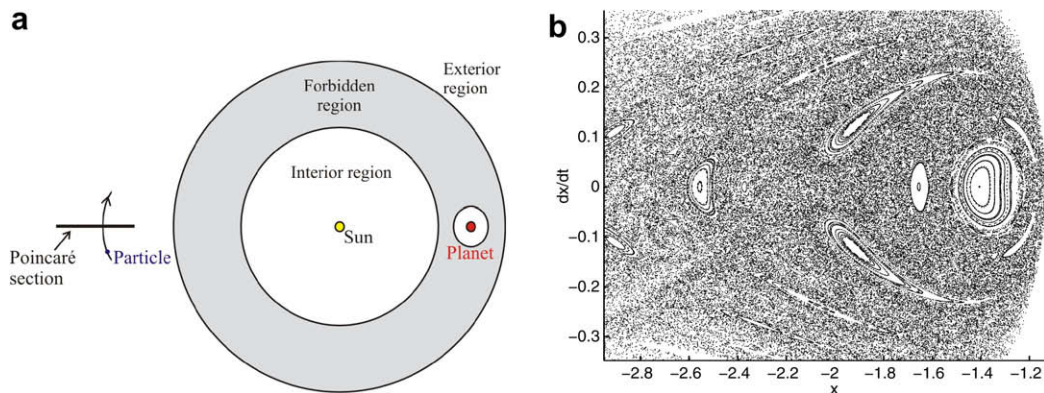 a
Forbidden
region
Exterior
region
Interior region
Sun
Planet
Poincaré
section
Particle
b
dx/dt
0.3
0.2
0.1
0
−0.1
−0.2
−0.3
−2.8 −2.6 −2.4 −2.2 −2 −1.8 −1.6 −1.4 −1.2
x